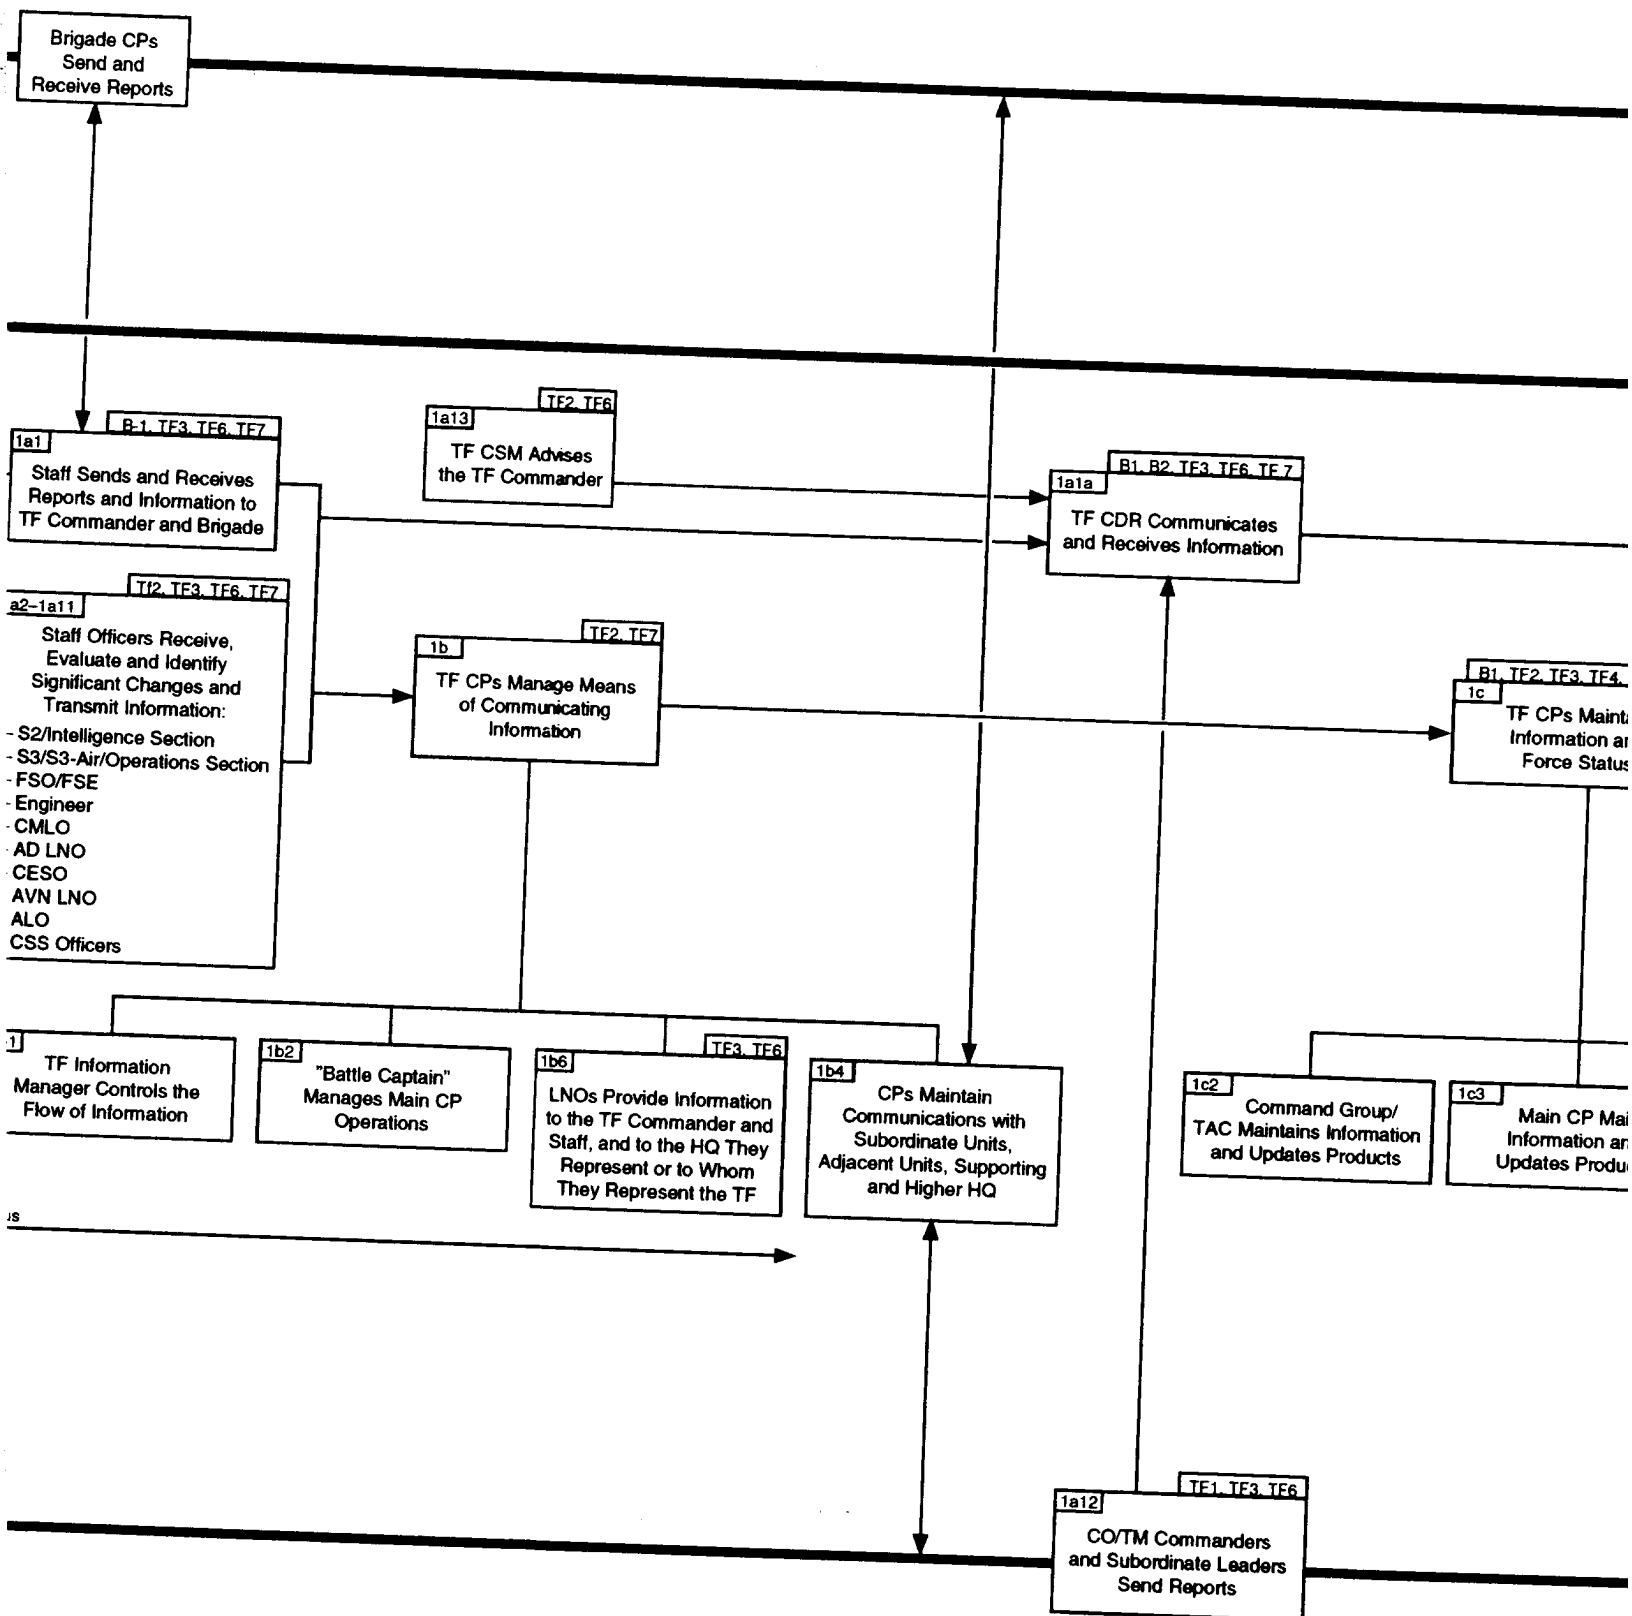 Brigade CPs
Send and
Receive Reports
B-1, TF3, TF6, TF7
1a1
Staff Sends and Receives
Reports and Information to
TF Commander and Brigade
TF2, TF6
1a13
TF CSM Advises
the TF Commander
B1, B2, TF3, TF6, TF 7
1a1a
TF CDR Communicates
and Receives Information
Tf2, TF3, TF6, TF7
a2-1a11
Staff Officers Receive,
Evaluate and Identify
Significant Changes and
Transmit Information:
- S2/Intelligence Section
- S3/S3-Air/Operations Section
- FSO/FSE
- Engineer
- CMLO
- AD LNO
- CESO
AVN LNO
ALO
CSS Officers
TF2, TF7
1b
TF CPs Manage Means
of Communicating
Information
B1, TF2, TF3, TF4,
1c
TF CPs Mainta
Information an
Force Status
1
TF Information
Manager Controls the
Flow of Information
1b2
"Battle Captain"
Manages Main CP
Operations
TF3, TF6
1b6
LNOs Provide Information
to the TF Commander and
Staff, and to the HQ They
Represent or to Whom
They Represent the TF
1b4
CPs Maintain
Communications with
Subordinate Units,
Adjacent Units, Supporting
and Higher HQ
1c2
Command Group/
TAC Maintains Information
and Updates Products
1c3
Main CP Mai
Information an
Updates Produ
us
TF1, TF3, TF6
1a12
CO/TM Commanders
and Subordinate Leaders
Send Reports